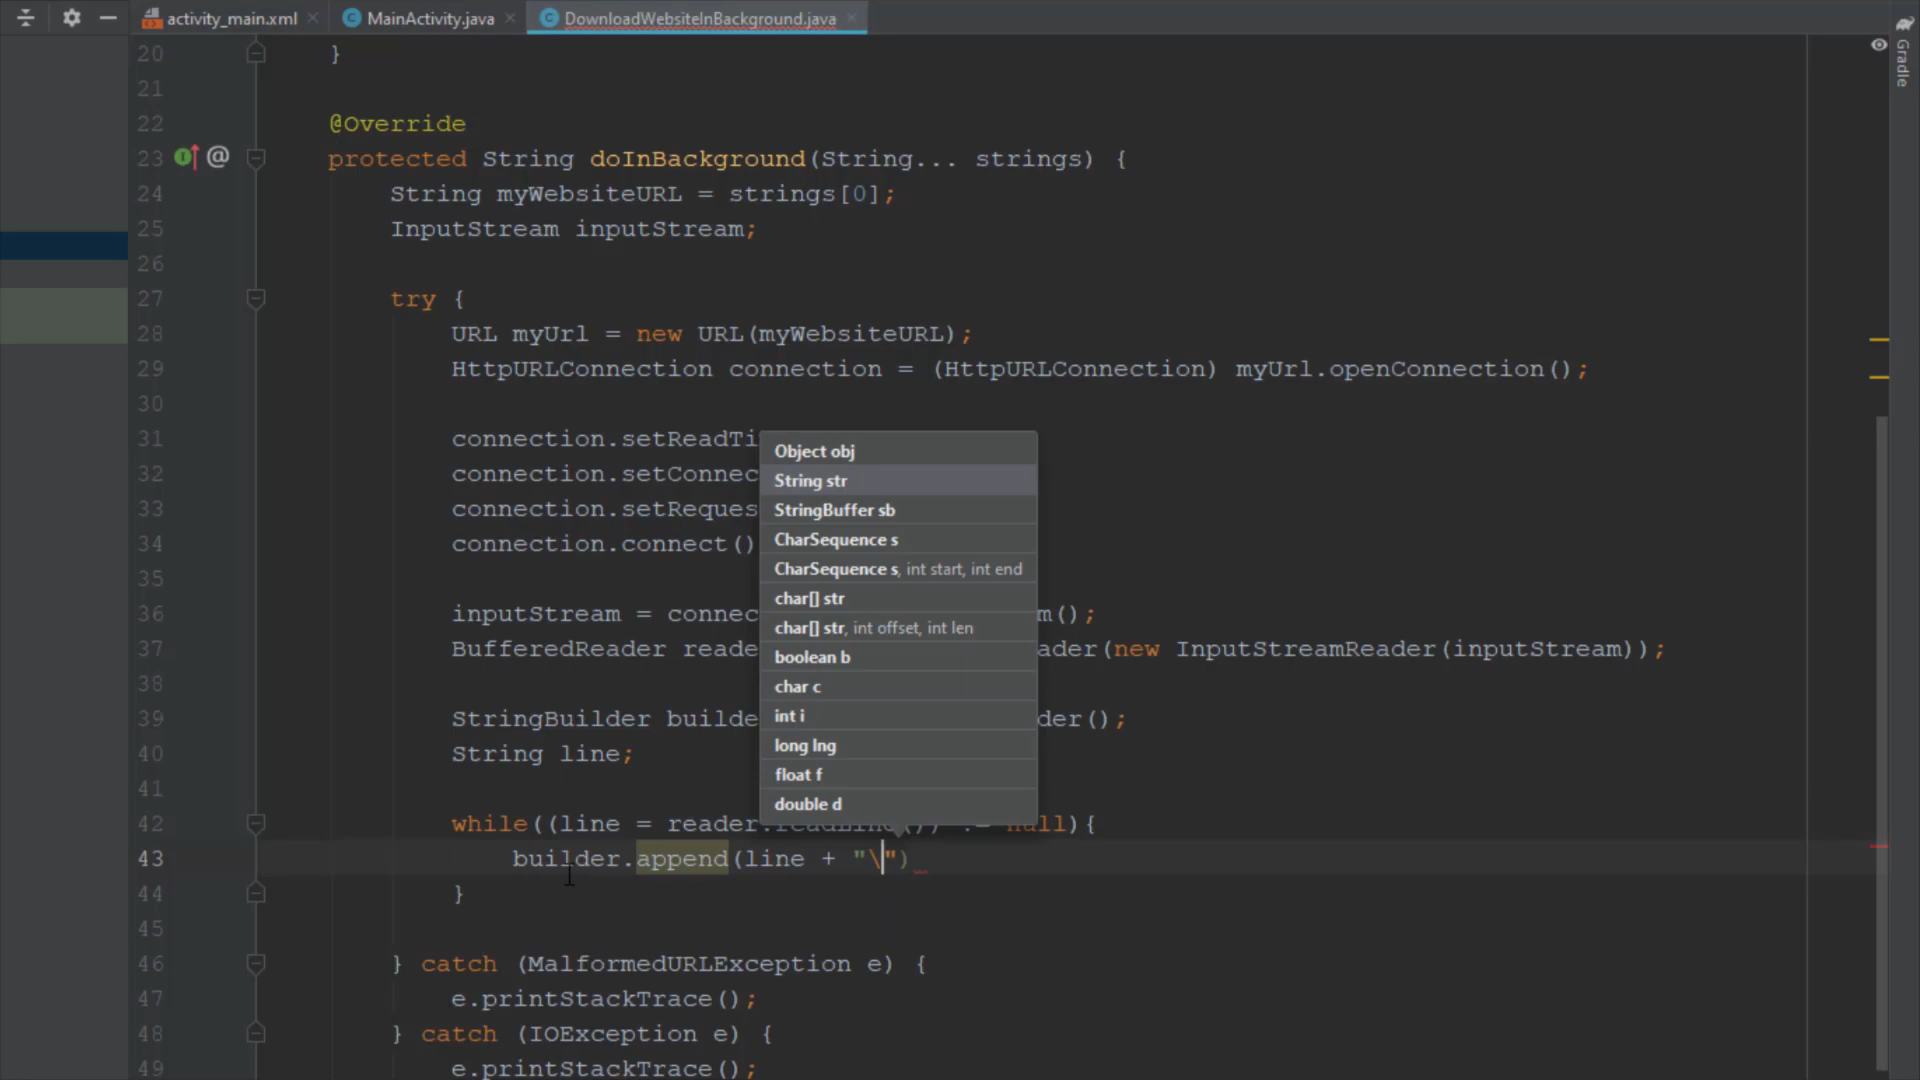 activity_main.xml MainActivity.java DownloadWebsiteInBackground.java
Gradle
20 }
21
22 @Override
23 @ protected String doInBackground(String... strings) {
24 String myWebsiteURL = strings[0];
25 InputStream inputStream;
26
27 try {
28 URL myUrl = new URL(myWebsiteURL);
29 HttpURLConnection connection = (HttpURLConnection) myUrl.openConnection();
30
31 connection.setReadTi
32 connection.setConnec
33 connection.setReques
34 connection.connect()
35
36 inputStream = connec m();
37 BufferedReader reade ader(new InputStreamReader(inputStream));
38
39 StringBuilder builde der();
40 String line;
41
42 while((line = reader.readLine()) != null){
43 builder.append(line + "\")
44 }
45
46 } catch (MalformedURLException e) {
47 e.printStackTrace();
48 } catch (IOException e) {
49 e.printStackTrace();
Object obj
String str
StringBuffer sb
CharSequence s
CharSequence s, int start, int end
char[] str
char[] str, int offset, int len
boolean b
char c
int i
long lng
float f
double d